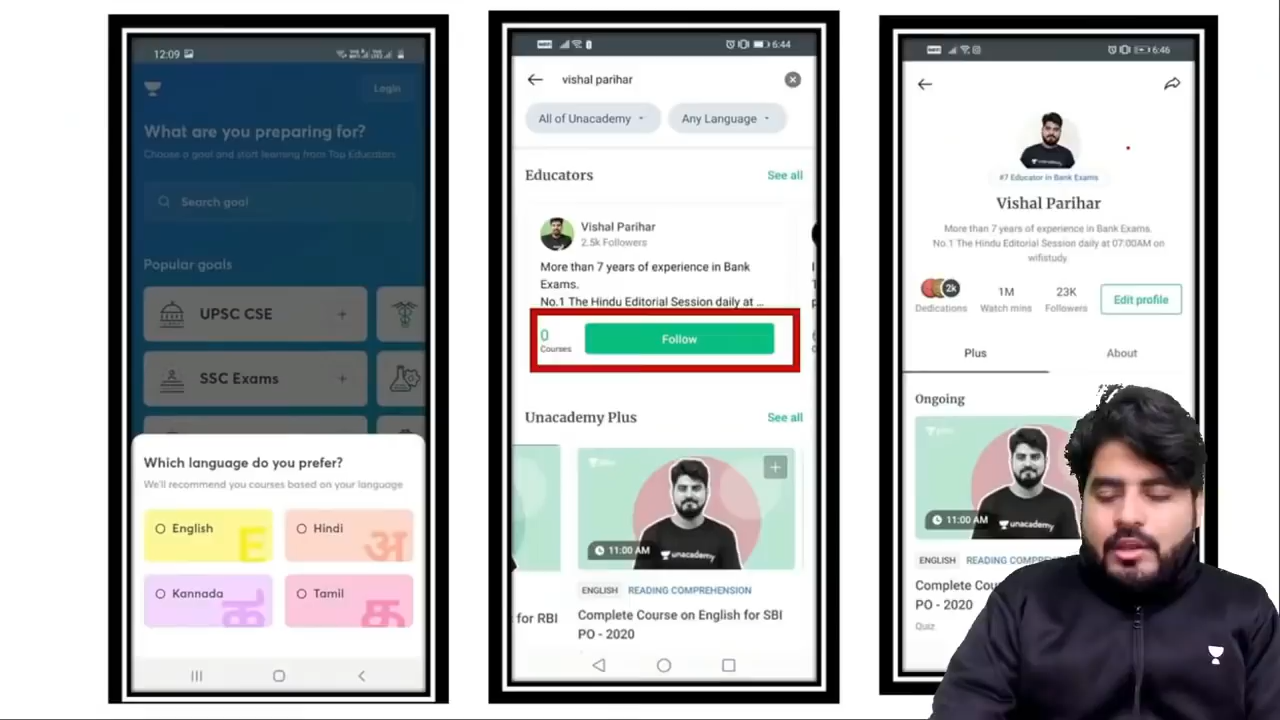 12:09
Login
What are you preparing for?
Choose a goal and start learning from Top Educators
Search goal
Popular goals
UPSC CSE
SSC Exams
Which language do you prefer?
We'll recommend you courses based on your language
English
E
Hindi
अ
Kannada
Tamil
க
6:44
vishal parihar
All of Unacademy
Any Language
Educators
See all
Vishal Parihar
2.5k Followers
More than 7 years of experience in Bank
Exams.
No.1 The Hindu Editorial Session daily at ...
0
Courses
Follow
Unacademy Plus
See all
11:00 AM
unacademy
ENGLISH
READING COMPREHENSION
for RBI
Complete Course on English for SBI
PO - 2020
6:46
#7 Educator in Bank Exams
Vishal Parihar
More than 7 years of experience in Bank Exams.
No.1 The Hindu Editorial Session daily at 07:00AM on
wifistudy.
2k
Dedications
1M
Watch mins
23K
Followers
Edit profile
Plus
About
Ongoing
11:00 AM
unacademy
ENGLISH
READING COMPREHE
Complete Cou
PO - 2020
Quiz